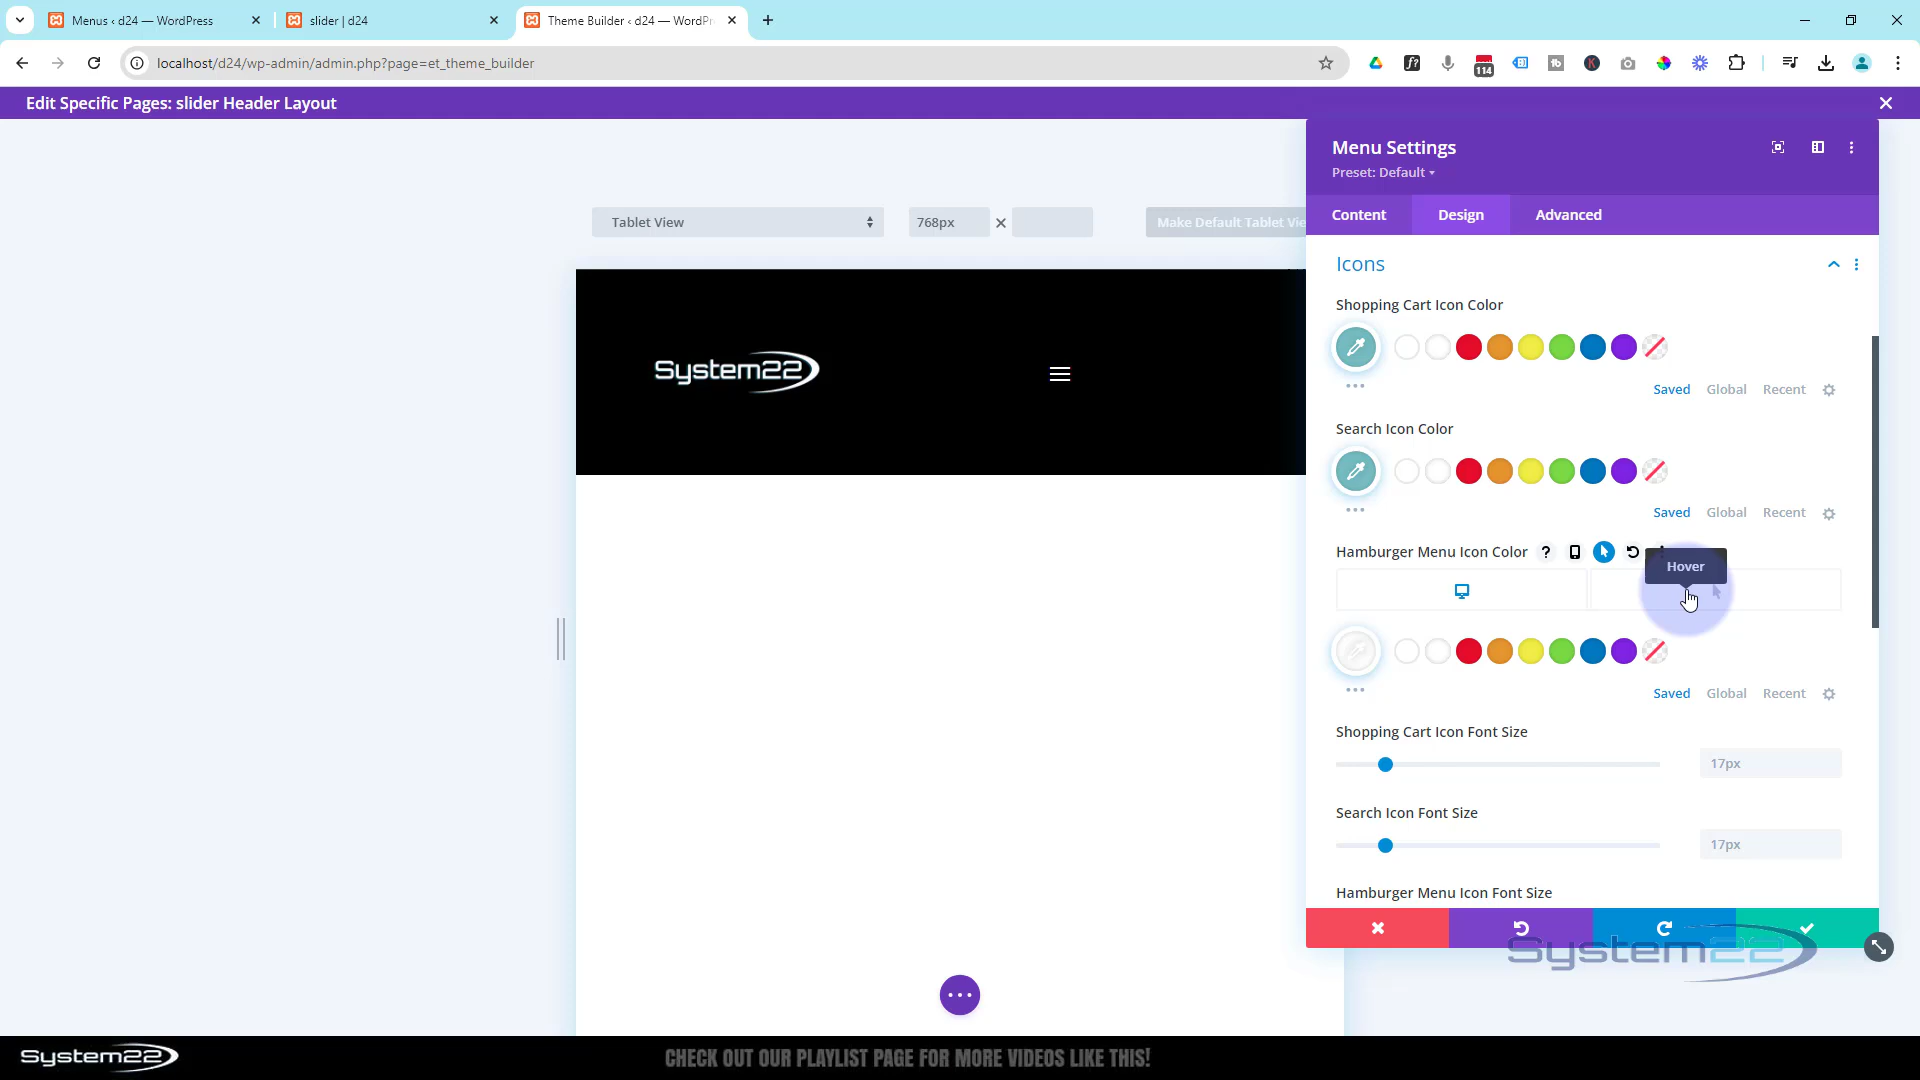 Menus ‹ d24 — WordPress
slider | d24
Theme Builder ‹ d24 — WordPr
localhost/d24/wp-admin/admin.php?page=et_theme_builder
114
Edit Specific Pages: slider Header Layout
Menu Settings
Preset: Default
Content
Design
Advanced
Tablet View
768px
Make Default Tablet Vie
System22
Icons
Shopping Cart Icon Color
Saved Global Recent
Search Icon Color
Saved Global Recent
Hamburger Menu Icon Color
Hover
Saved Global Recent
Shopping Cart Icon Font Size
17px
Search Icon Font Size
17px
Hamburger Menu Icon Font Size
System22
System22
CHECK OUT OUR PLAYLIST PAGE FOR MORE VIDEOS LIKE THIS!